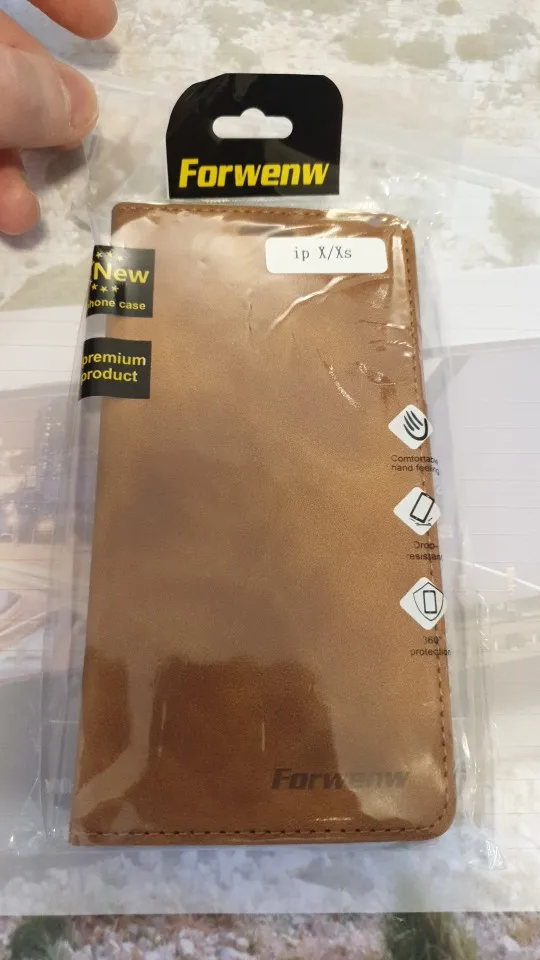 Forwenw
ip X/Xs
New
phone case
premium
product
Comfortable
hand feeling
Drop-
resistant
360°
protection
Forwenw